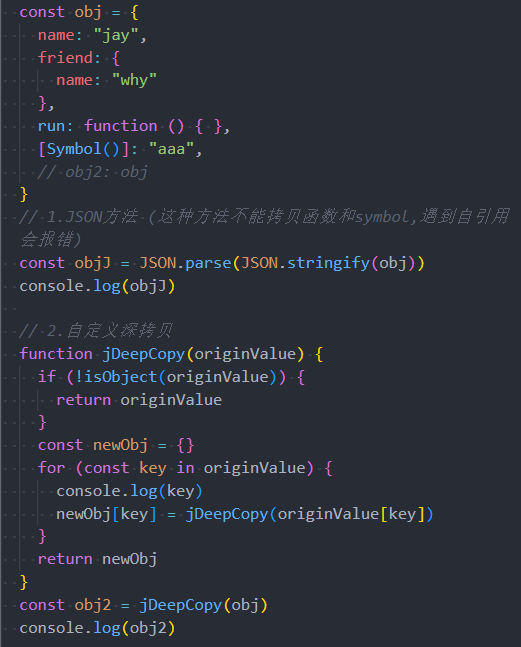 const obj = {
  name: "jay",
  friend: {
    name: "why"
  },
  run: function () { },
  [Symbol()]: "aaa",
  // obj2: obj
}
// 1.JSON方法 (这种方法不能拷贝函数和symbol,遇到自引用
会报错)
const objJ = JSON.parse(JSON.stringify(obj))
console.log(objJ)

// 2.自定义深拷贝
function jDeepCopy(originValue) {
  if (!isObject(originValue)) {
    return originValue
  }
  const newObj = {}
  for (const key in originValue) {
    console.log(key)
    newObj[key] = jDeepCopy(originValue[key])
  }
  return newObj
}
const obj2 = jDeepCopy(obj)
console.log(obj2)